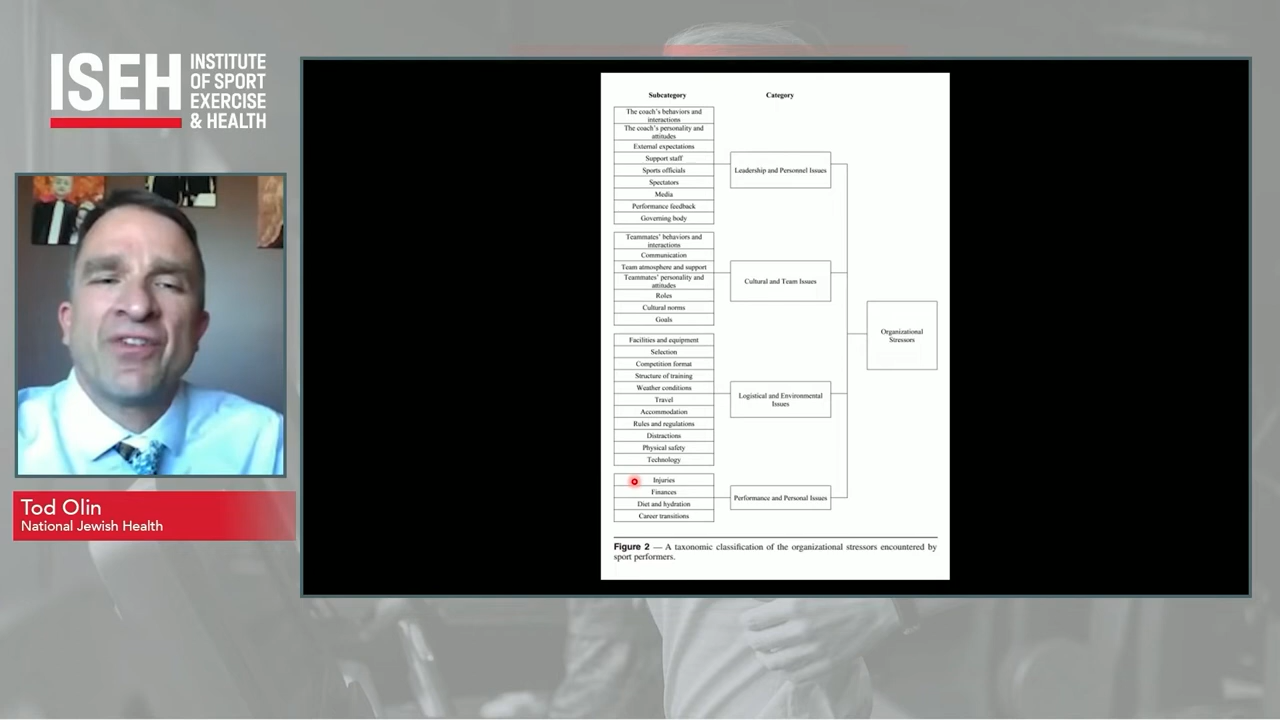 ISEH
INSTITUTE
OF SPORT
EXERCISE
& HEALTH
Tod Olin
National Jewish Health
Subcategory
Category
The coach's behaviors and
interactions
The coach's personality and
attitudes
External expectations
Support staff
Sports officials
Spectators
Media
Performance feedback
Governing body
Leadership and Personnel Issues
Teammates' behaviors and
interactions
Communication
Team atmosphere and support
Teammates' personality and
attitudes
Roles
Cultural norms
Goals
Cultural and Team Issues
Facilities and equipment
Selection
Competition format
Structure of training
Weather conditions
Travel
Accommodation
Rules and regulations
Distractions
Physical safety
Technology
Logistical and Environmental
Issues
Injuries
Finances
Diet and hydration
Career transitions
Performance and Personal Issues
Organizational
Stressors
Figure 2 — A taxonomic classification of the organizational stressors encountered by
sport performers.